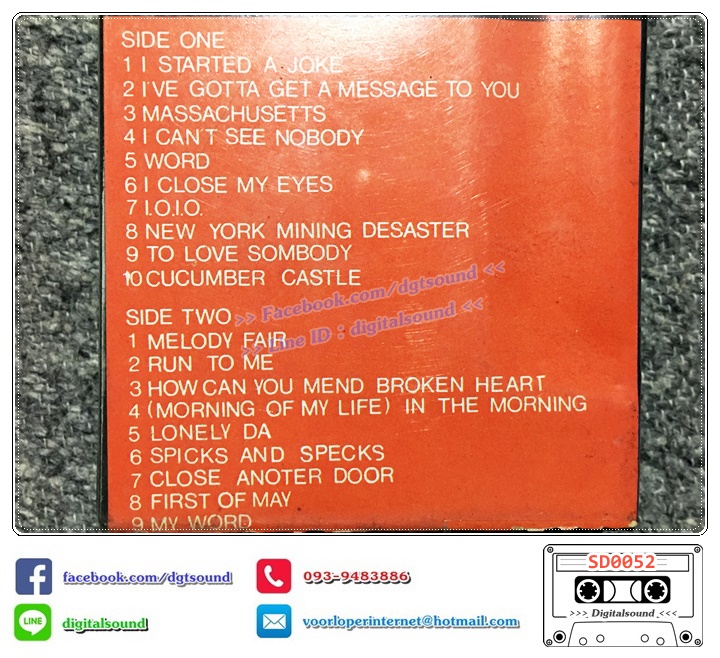 SIDE ONE
1 I STARTED A JOKE
2 I'VE GOTTA GET A MESSAGE TO YOU
3 MASSACHUSETTS
4 I CAN'T SEE NOBODY
5 WORD
6 I CLOSE MY EYES
7 I.O.I.O.
8 NEW YORK MINING DESASTER
9 TO LOVE SOMBODY
10 CUCUMBER CASTLE
>> Facebook.com/dgtsound <<
>> Line ID : digitalsound <<
SIDE TWO
1 MELODY FAIR
2 RUN TO ME
3 HOW CAN YOU MEND BROKEN HEART
4 (MORNING OF MY LIFE) IN THE MORNING
5 LONELY DA
6 SPICKS AND SPECKS
7 CLOSE ANOTER DOOR
8 FIRST OF MAY
9 MY WORD
facebook.com/dgtsound
093-9483886
LINE
digitalsound
voorloperinternet@hotmail.com
SD0052
>>> Digitalsound <<<